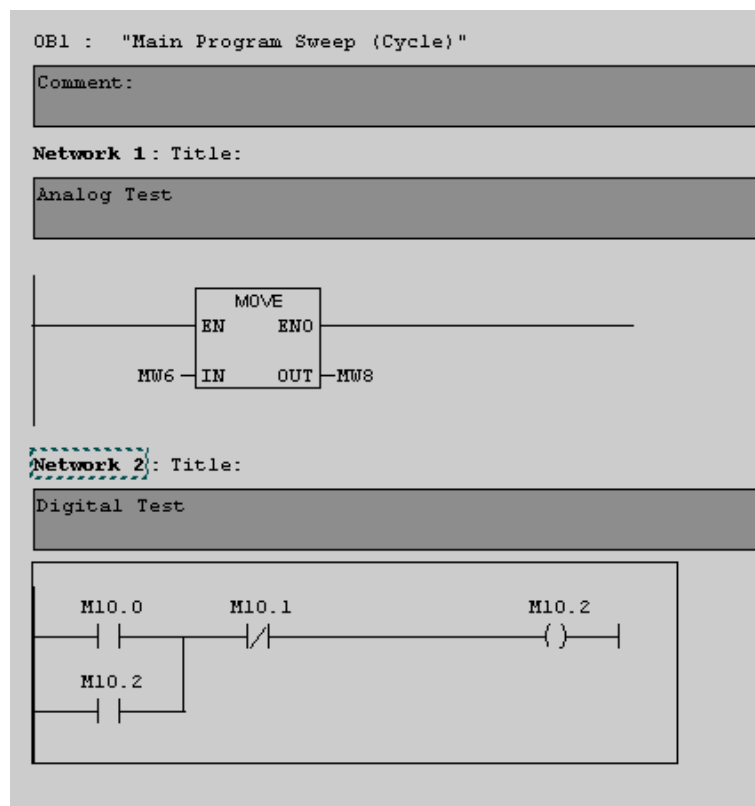 OB1 : "Main Program Sweep (Cycle)"
Comment:
Network 1: Title:
Analog Test
MOVE
EN ENO
MW6 IN OUT MW8
Network 2: Title:
Digital Test
M10.0 M10.1 M10.2
M10.2